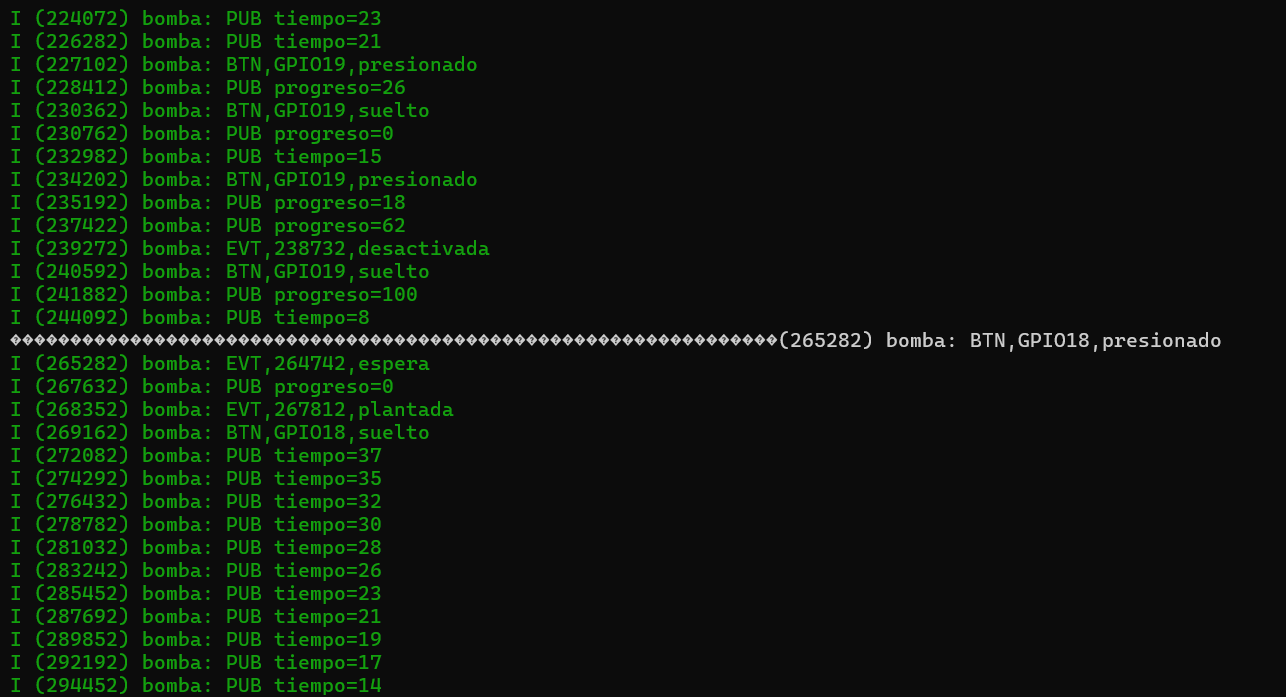 I (224072) bomba: PUB tiempo=23
I (226282) bomba: PUB tiempo=21
I (227102) bomba: BTN,GPIO19,presionado
I (228412) bomba: PUB progreso=26
I (230362) bomba: BTN,GPIO19,suelto
I (230762) bomba: PUB progreso=0
I (232982) bomba: PUB tiempo=15
I (234202) bomba: BTN,GPIO19,presionado
I (235192) bomba: PUB progreso=18
I (237422) bomba: PUB progreso=62
I (239272) bomba: EVT,238732,desactivada
I (240592) bomba: BTN,GPIO19,suelto
I (241882) bomba: PUB progreso=100
I (244092) bomba: PUB tiempo=8
����������������������������������������������������������������(265282) bomba: BTN,GPIO18,presionado
I (265282) bomba: EVT,264742,espera
I (267632) bomba: PUB progreso=0
I (268352) bomba: EVT,267812,plantada
I (269162) bomba: BTN,GPIO18,suelto
I (272082) bomba: PUB tiempo=37
I (274292) bomba: PUB tiempo=35
I (276432) bomba: PUB tiempo=32
I (278782) bomba: PUB tiempo=30
I (281032) bomba: PUB tiempo=28
I (283242) bomba: PUB tiempo=26
I (285452) bomba: PUB tiempo=23
I (287692) bomba: PUB tiempo=21
I (289852) bomba: PUB tiempo=19
I (292192) bomba: PUB tiempo=17
I (294452) bomba: PUB tiempo=14